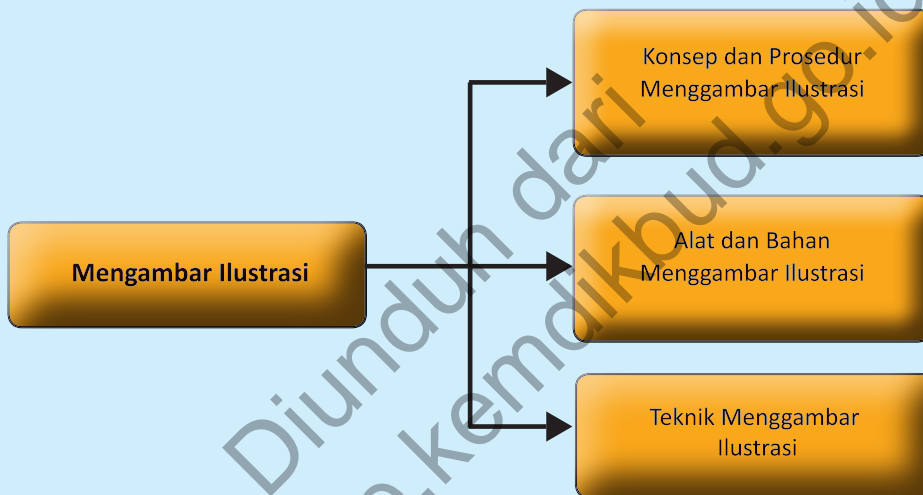 Konsep dan Prosedur
Menggambar Ilustrasi
Mengambar Ilustrasi
Alat dan Bahan
Menggambar Ilustrasi
Teknik Menggambar
Ilustrasi
Diunduh dari
.kemdikbud.go.id